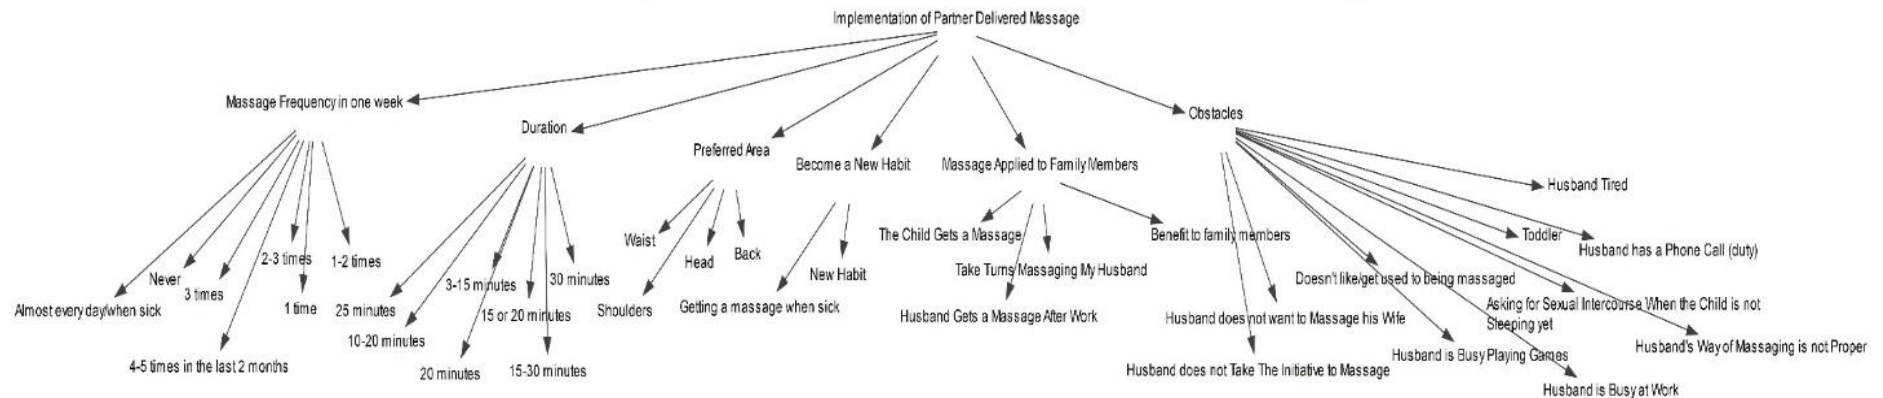 Implementation of Partner Delivered Massage
Massage Frequency in one week
Duration
Preferred Area
Become a New Habit
Massage Applied to Family Members
Obstacles
Almost every day/when sick
Never
3 times
4-5 times in the last 2 months
2-3 times
1 time
1-2 times
25 minutes
10-20 minutes
3-15 minutes
20 minutes
15 or 20 minutes
15-30 minutes
30 minutes
Waist
Shoulders
Head
Back
Getting a massage when sick
New Habit
The Child Gets a Massage
Husband Gets a Massage After Work
Take Turns Massaging My Husband
Benefit to family members
Husband does not Take The Initiative to Massage
Husband does not want to Massage his Wife
Doesn't like/get used to being massaged
Husband is Busy Playing Games
Husband is Busy at Work
Asking for Sexual Intercourse When the Child is not
Sleeping yet
Husband's Way of Massaging is not Proper
Toddler
Husband has a Phone Call (duty)
Husband Tired